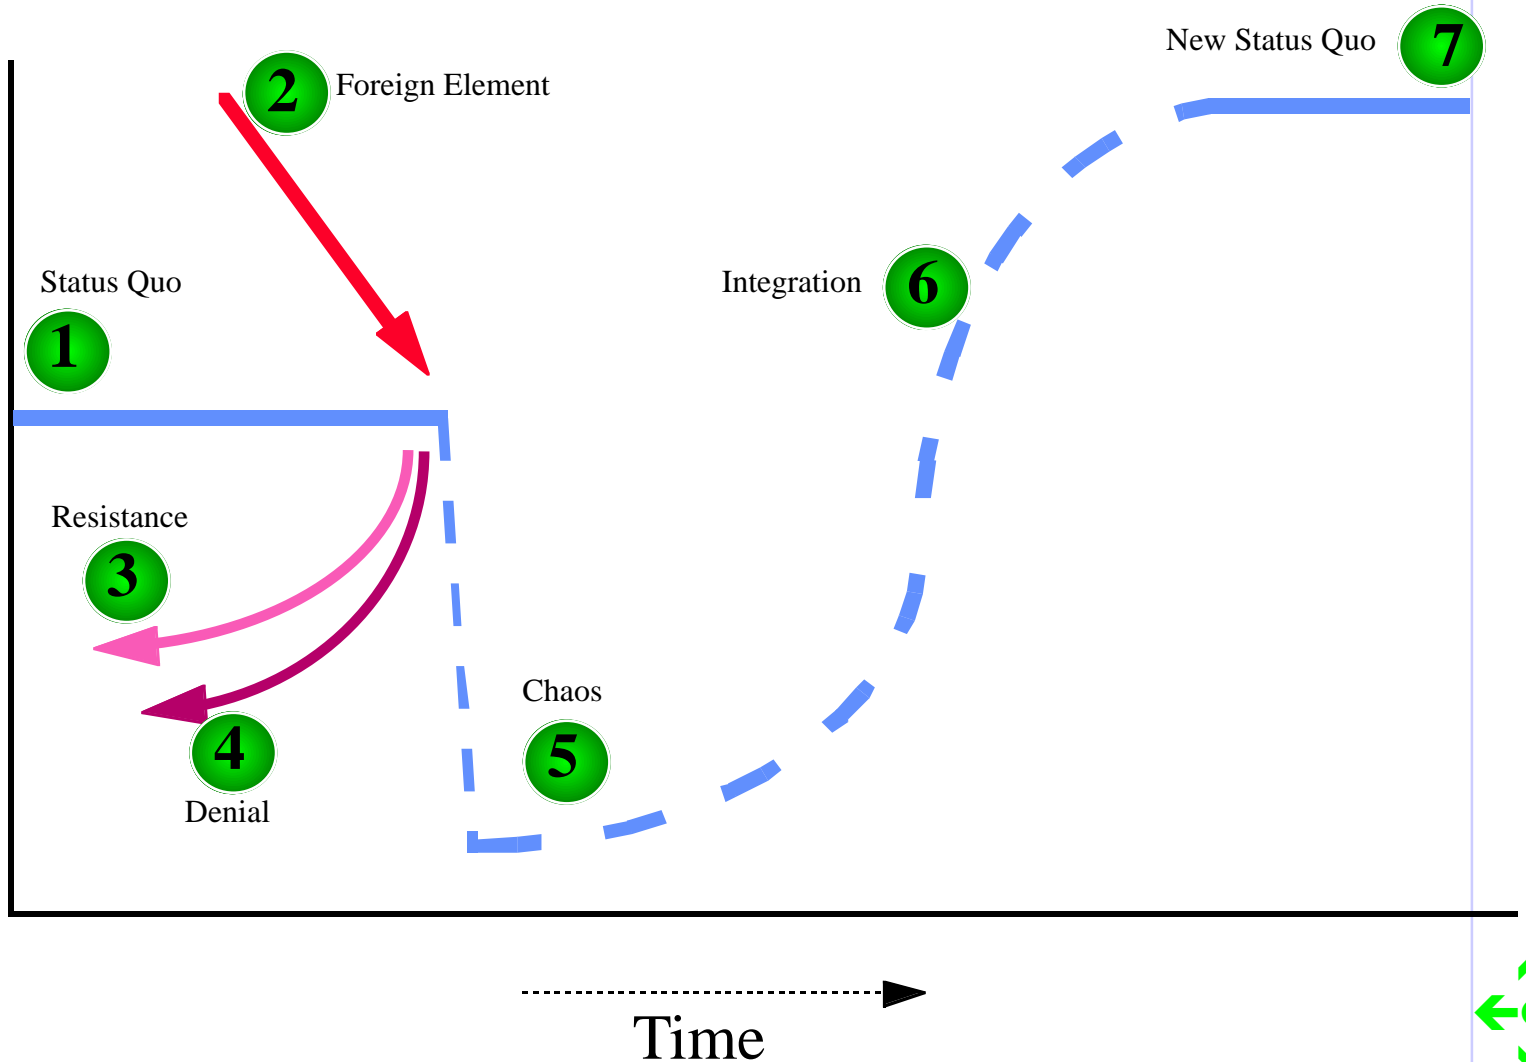 New Status Quo
7
2
Foreign Element
Status Quo
1
Integration
6
Resistance
3
Chaos
5
4
Denial
Time